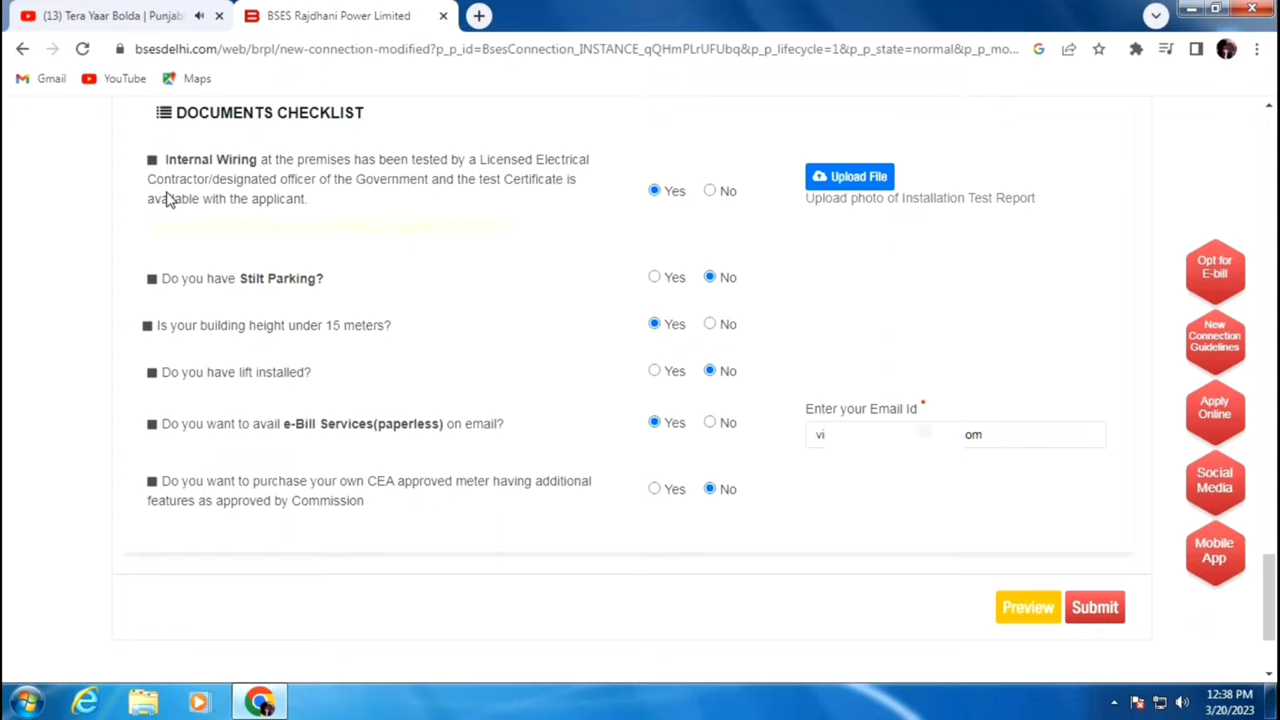 (13) Tera Yaar Bolda | Punjab
BSES Rajdhani Power Limited
bsesdelhi.com/web/brpl/new-connection-modified?p_p_id=BsesConnection_INSTANCE_qQHmPLrUFUbq&p_p_lifecycle=1&p_p_state=normal&p_p_mo...
Gmail YouTube Maps
DOCUMENTS CHECKLIST
Internal Wiring at the premises has been tested by a Licensed Electrical
Contractor/designated officer of the Government and the test Certificate is
available with the applicant.
Yes No
Upload File
Upload photo of Installation Test Report
Do you have Stilt Parking?
Yes No
Is your building height under 15 meters?
Yes No
Do you have lift installed?
Yes No
Do you want to avail e-Bill Services(paperless) on email?
Yes No
Enter your Email Id *
vi om
Do you want to purchase your own CEA approved meter having additional
features as approved by Commission
Yes No
Preview Submit
Opt for
E-bill
New
Connection
Guidelines
Apply
Online
Social
Media
Mobile
App
12:38 PM
3/20/2023